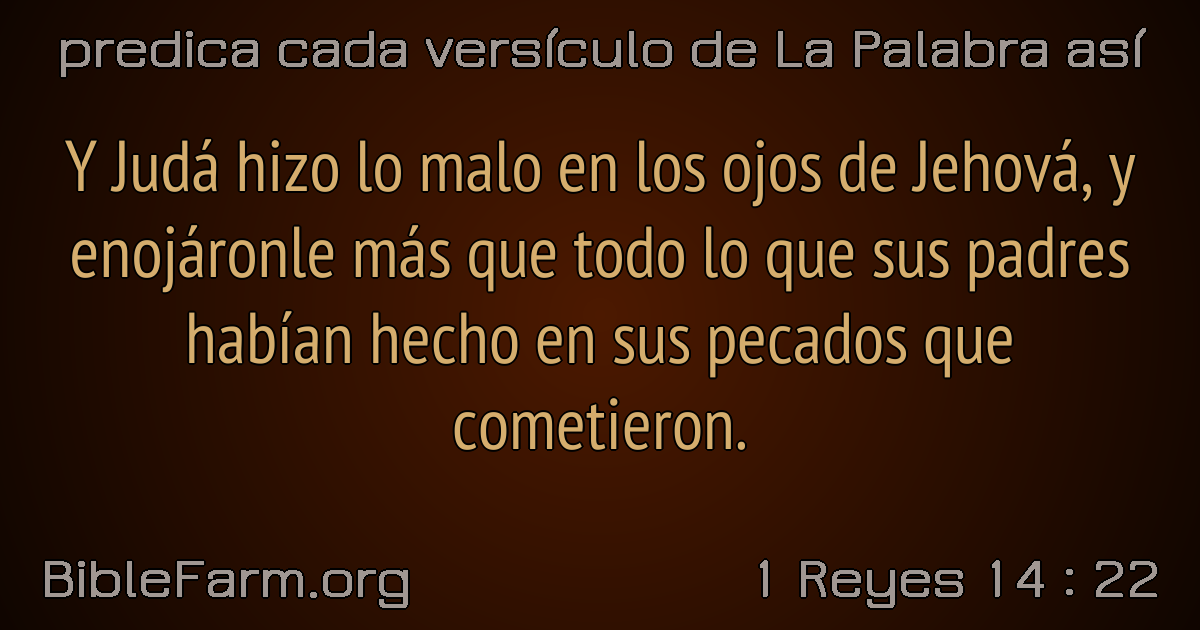 predica cada versículo de La Palabra así
Y Judá hizo lo malo en los ojos de Jehová, y
enojáronle más que todo lo que sus padres
habían hecho en sus pecados que
cometieron.
BibleFarm.org
1 Reyes 14 : 22